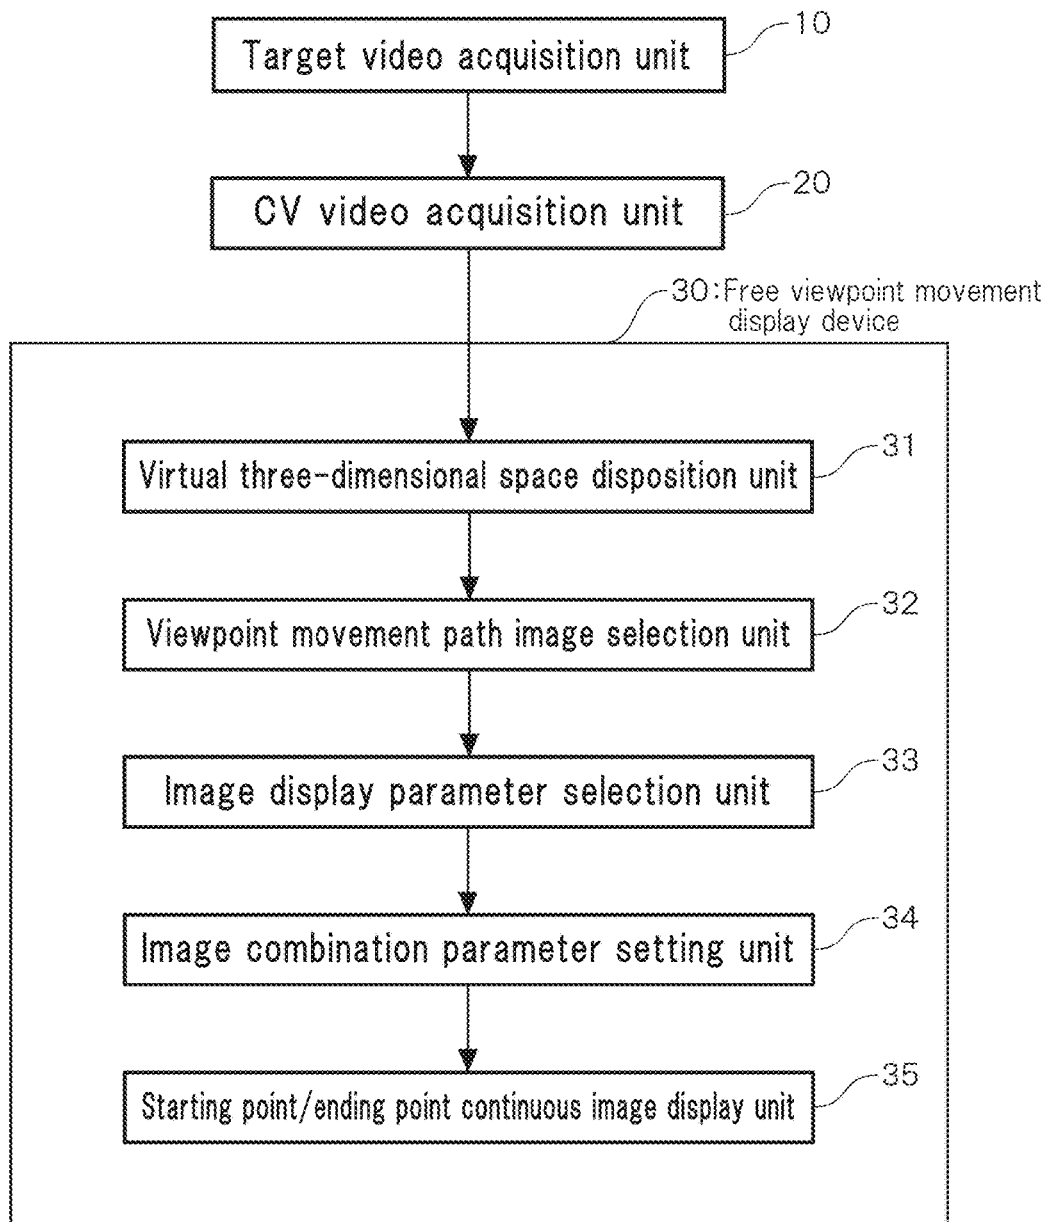 10
Target video acquisition unit
20
CV video acquisition unit
30:Free viewpoint movement
display device
31
Virtual three-dimensional space disposition unit
32
Viewpoint movement path image selection unit
33
Image display parameter selection unit
34
Image combination parameter setting unit
35
Starting point/ending point continuous image display unit